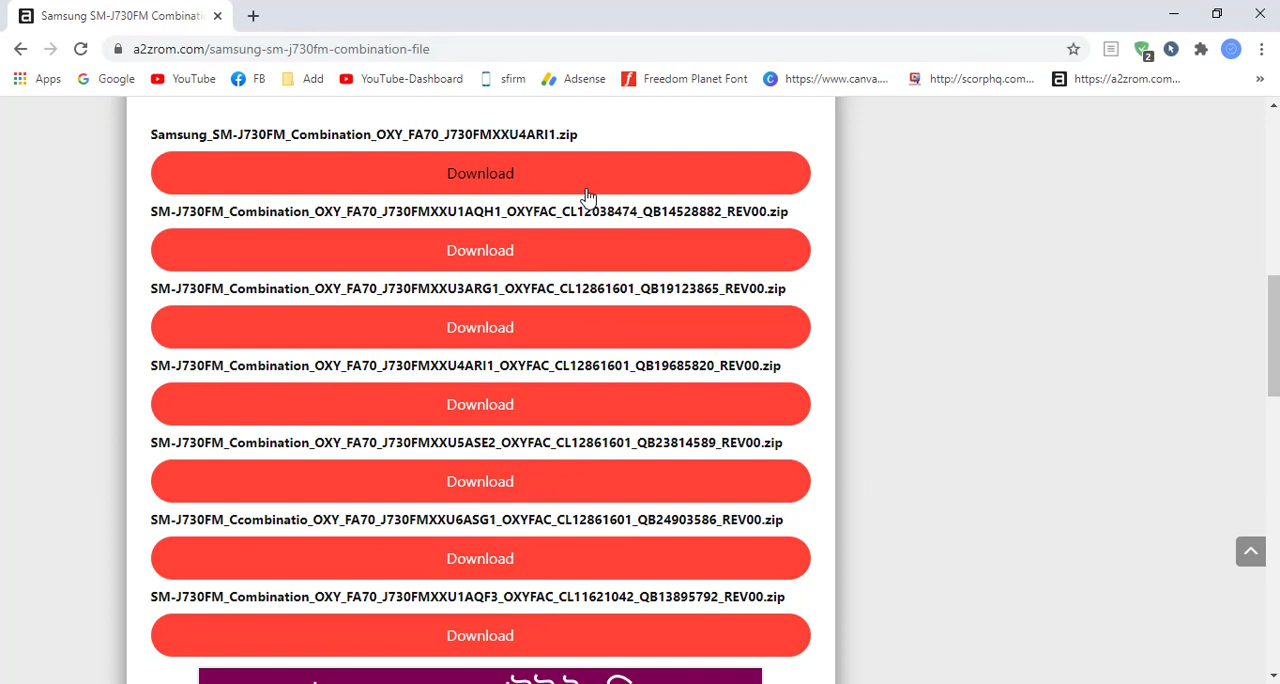 Samsung SM-J730FM Combinati
a2zrom.com/samsung-sm-j730fm-combination-file
2
Apps Google YouTube FB Add YouTube-Dashboard sfirm Adsense Freedom Planet Font https://www.canva.... http://scorphq.com... https://a2zrom.com... »
Samsung_SM-J730FM_Combination_OXY_FA70_J730FMXXU4ARI1.zip
Download
SM-J730FM_Combination_OXY_FA70_J730FMXXU1AQH1_OXYFAC_CL12038474_QB14528882_REV00.zip
Download
SM-J730FM_Combination_OXY_FA70_J730FMXXU3ARG1_OXYFAC_CL12861601_QB19123865_REV00.zip
Download
SM-J730FM_Combination_OXY_FA70_J730FMXXU4ARI1_OXYFAC_CL12861601_QB19685820_REV00.zip
Download
SM-J730FM_Combination_OXY_FA70_J730FMXXU5ASE2_OXYFAC_CL12861601_QB23814589_REV00.zip
Download
SM-J730FM_Ccombinatio_OXY_FA70_J730FMXXU6ASG1_OXYFAC_CL12861601_QB24903586_REV00.zip
Download
SM-J730FM_Combination_OXY_FA70_J730FMXXU1AQF3_OXYFAC_CL11621042_QB13895792_REV00.zip
Download